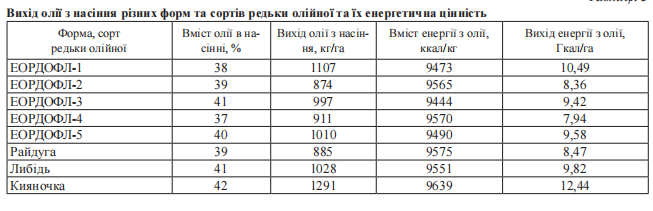 Вихід олії з насіння різних форм та сортів редьки олійної та їх енергетична цінність
Форма, сорт редьки олійної | Вміст олії в насінні, % | Вихід олії з насіння, кг/га | Вміст енергії з олії, ккал/кг | Вихід енергії з олії, Гкал/га
ЕОРДОФЛ-1 38 1107 9473 10,49
ЕОРДОФЛ-2 39 874 9565 8,36
ЕОРДОФЛ-3 41 997 9444 9,42
ЕОРДОФЛ-4 37 911 9570 7,94
ЕОРДОФЛ-5 40 1010 9490 9,58
Райдуга 39 885 9575 8,47
Либідь 41 1028 9551 9,82
Кияночка 42 1291 9639 12,44